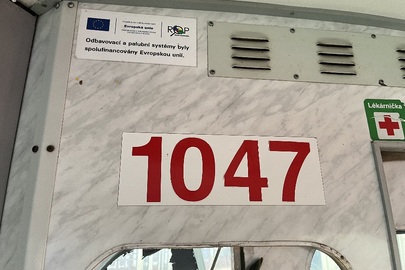 Evropská unie
ROP
Odbavovací a palubní systémy byly
spolufinancovány Evropskou unií.
Lékárnička
1047